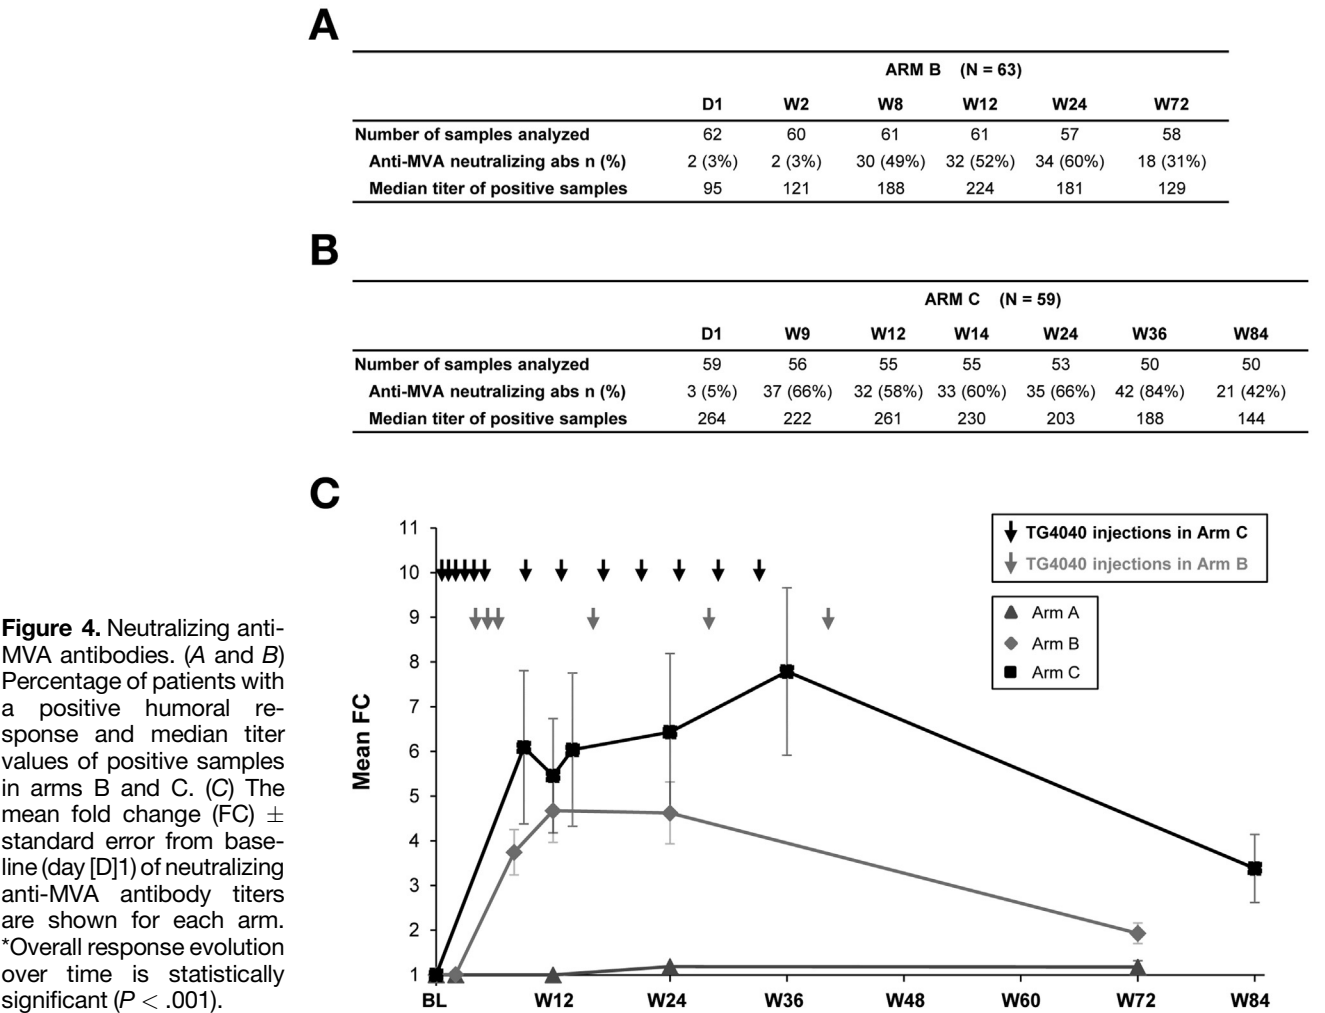 A
ARM B (N = 63)
D1 W2 W8 W12 W24 W72
Number of samples analyzed 62 60 61 61 57 58
Anti-MVA neutralizing abs n (%) 2 (3%) 2 (3%) 30 (49%) 32 (52%) 34 (60%) 18 (31%)
Median titer of positive samples 95 121 188 224 181 129
B
ARM C (N = 59)
D1 W9 W12 W14 W24 W36 W84
Number of samples analyzed 59 56 55 55 53 50 50
Anti-MVA neutralizing abs n (%) 3 (5%) 37 (66%) 32 (58%) 33 (60%) 35 (66%) 42 (84%) 21 (42%)
Median titer of positive samples 264 222 261 230 203 188 144
C
TG4040 injections in Arm C
TG4040 injections in Arm B
Arm A
Arm B
Arm C
Mean FC
11
10
9
8
7
6
5
4
3
2
1
BL W12 W24 W36 W48 W60 W72 W84
Figure 4. Neutralizing anti-
MVA antibodies. (A and B)
Percentage of patients with
a positive humoral re-
sponse and median titer
values of positive samples
in arms B and C. (C) The
mean fold change (FC) ±
standard error from base-
line (day [D]1) of neutralizing
anti-MVA antibody titers
are shown for each arm.
*Overall response evolution
over time is statistically
significant (P < .001).